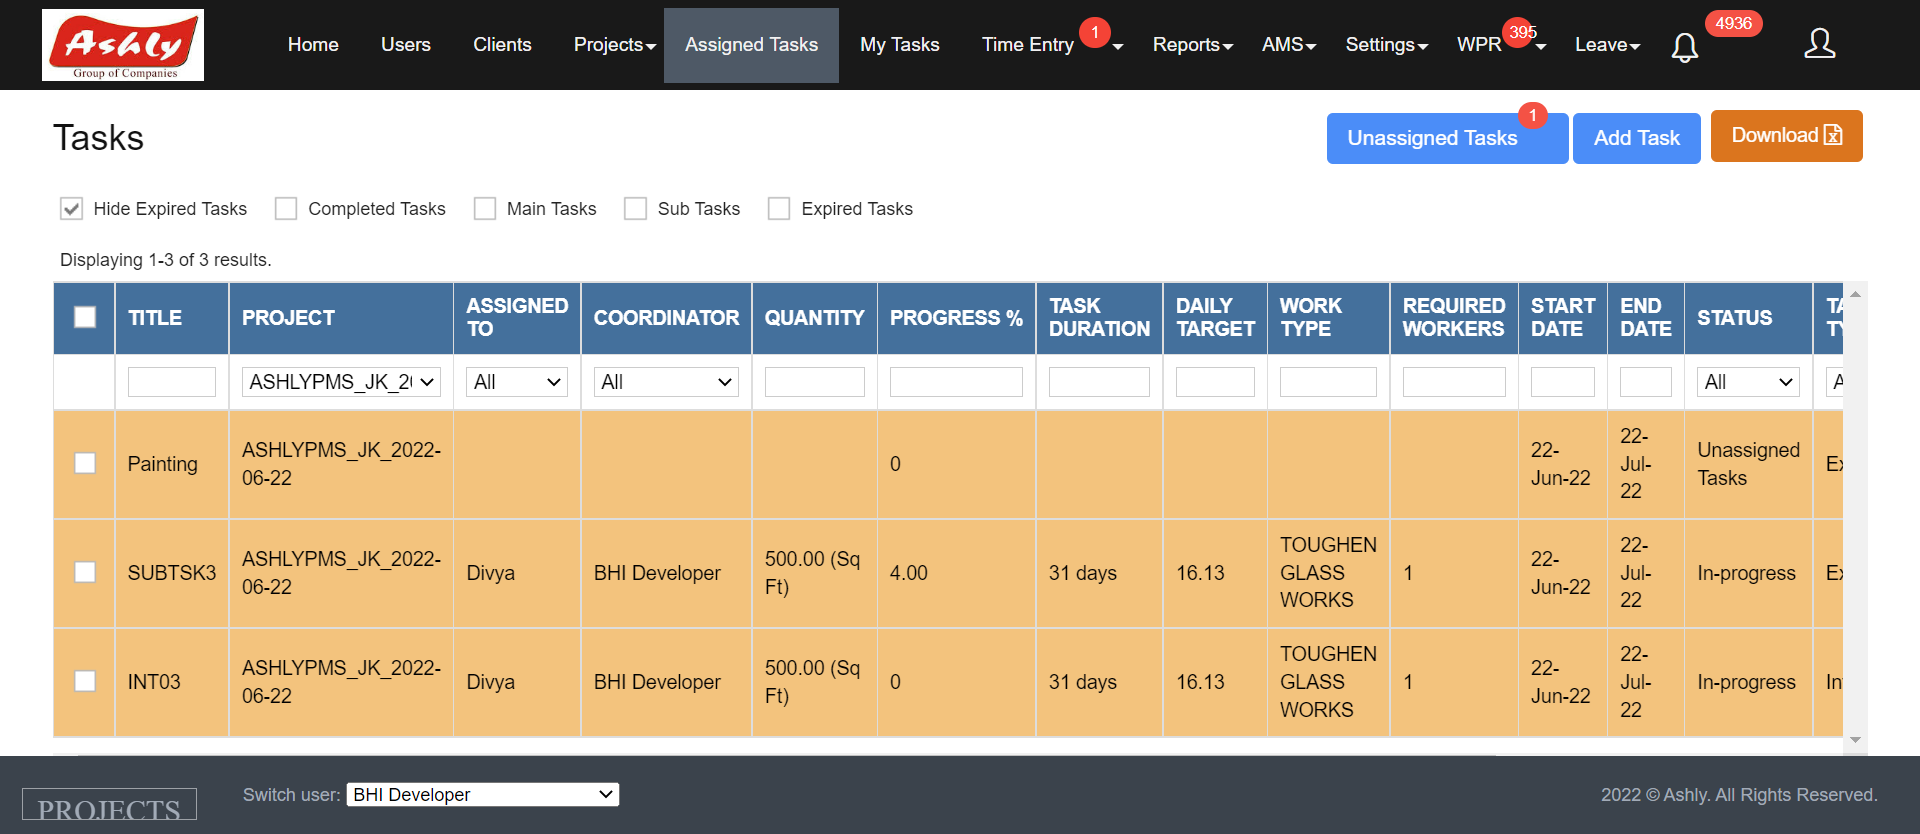 Ashly
Group of Companies
Home Users Clients Projects Assigned Tasks My Tasks Time Entry 1 Reports AMS Settings WPR 395 Leave 4936
Tasks
Unassigned Tasks 1 Add Task Download
Hide Expired Tasks Completed Tasks Main Tasks Sub Tasks Expired Tasks
Displaying 1-3 of 3 results.
TITLE PROJECT ASSIGNED TO COORDINATOR QUANTITY PROGRESS % TASK DURATION DAILY TARGET WORK TYPE REQUIRED WORKERS START DATE END DATE STATUS
ASHLYPMS_JK_20 All All All
Painting ASHLYPMS_JK_2022-06-22 0 22-Jun-22 22-Jul-22 Unassigned Tasks
SUBTSK3 ASHLYPMS_JK_2022-06-22 Divya BHI Developer 500.00 (Sq Ft) 4.00 31 days 16.13 TOUGHEN GLASS WORKS 1 22-Jun-22 22-Jul-22 In-progress
INT03 ASHLYPMS_JK_2022-06-22 Divya BHI Developer 500.00 (Sq Ft) 0 31 days 16.13 TOUGHEN GLASS WORKS 1 22-Jun-22 22-Jul-22 In-progress
PROJECTS
Switch user: BHI Developer
2022 © Ashly. All Rights Reserved.